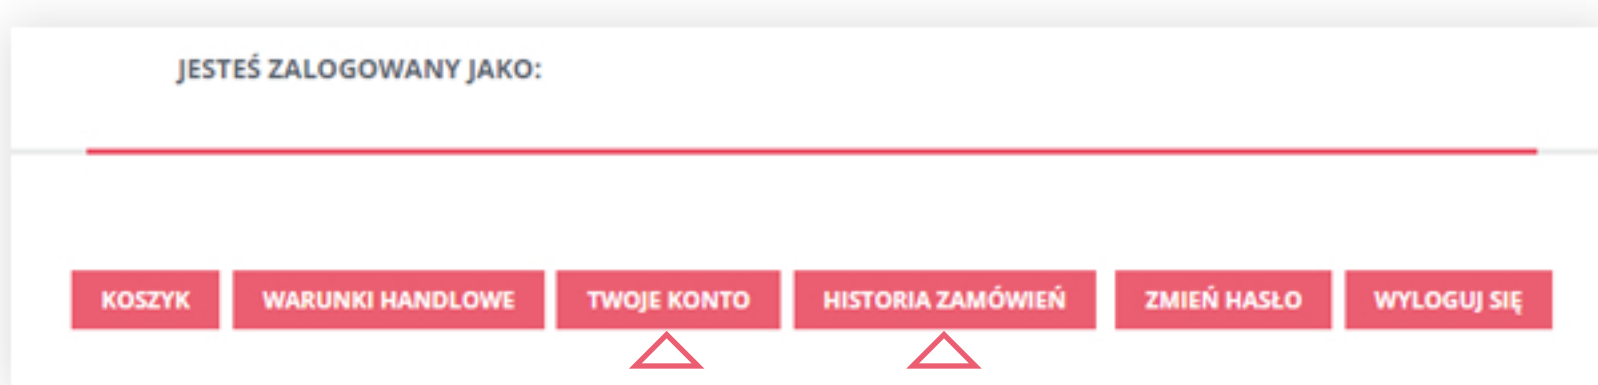 JESTEŚ ZALOGOWANY JAKO:
KOSZYK WARUNKI HANDLOWE TWOJE KONTO HISTORIA ZAMÓWIEŃ ZMIEŃ HASŁO WYLOGUJ SIĘ